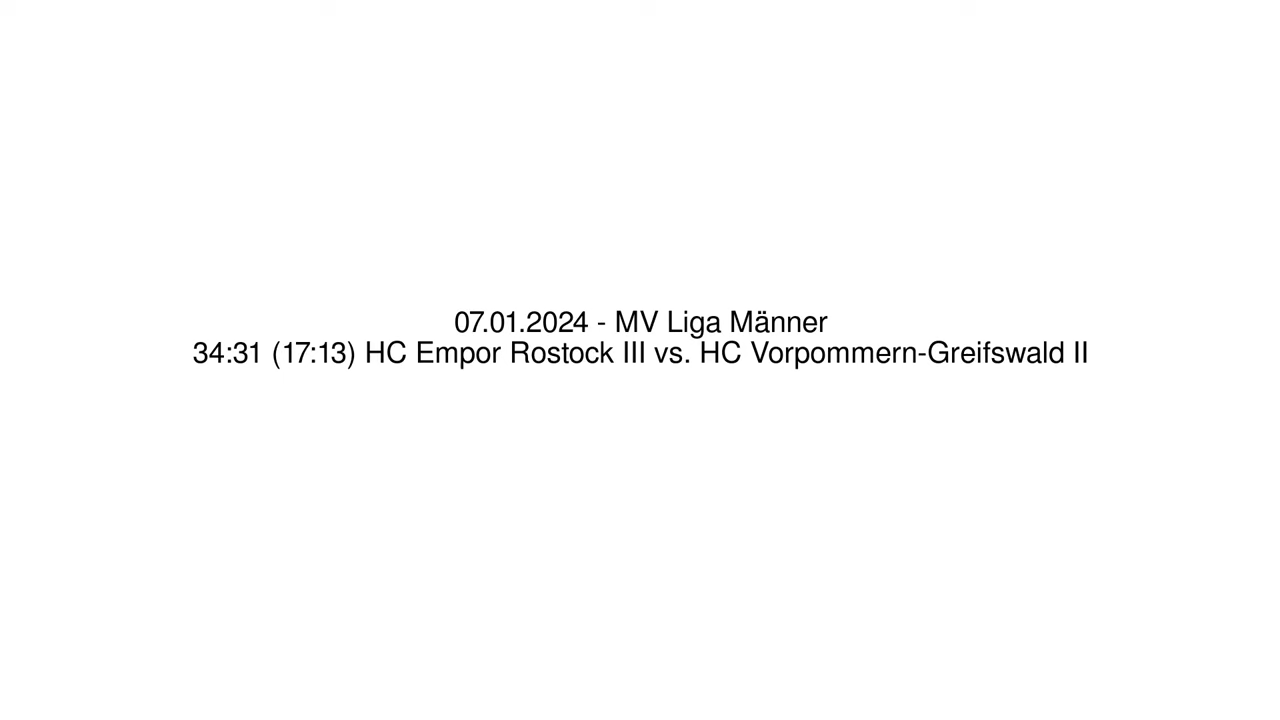 07.01.2024 - MV Liga Männer
34:31 (17:13) HC Empor Rostock III vs. HC Vorpommern-Greifswald II